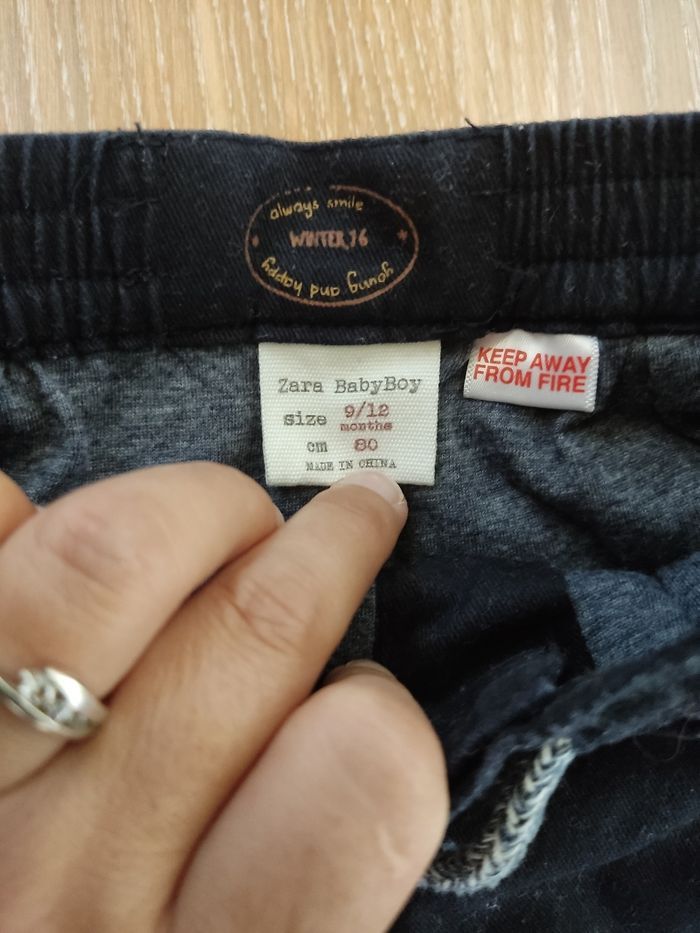 always smile
WINTER,16
young and happy
Zara BabyBoy
size 9/12
months
cm 80
MADE IN CHINA
KEEP AWAY
FROM FIRE